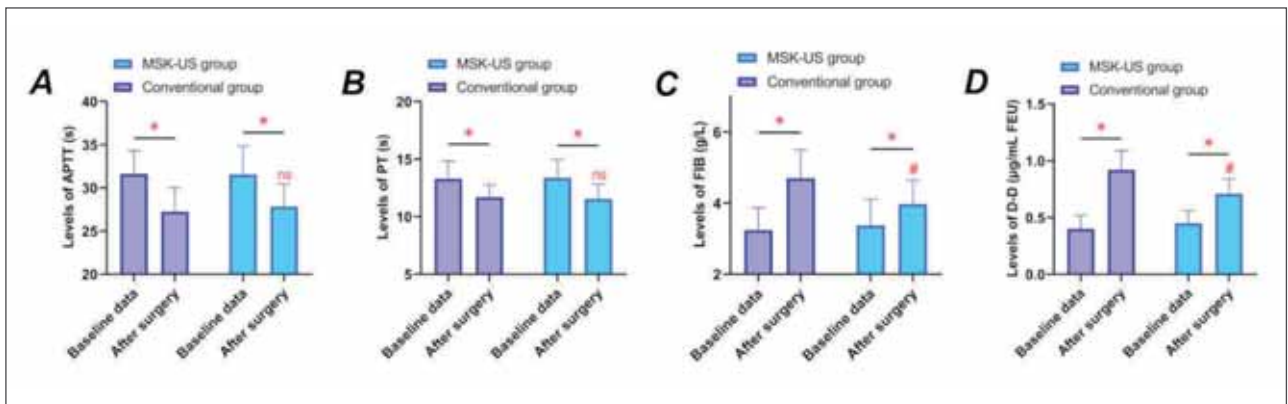 A
MSK-US group
Conventional group
Levels of APTT (s)
40
35
30
25
20
*
*
ns
Baseline data
After surgery
Baseline data
After surgery
B
MSK-US group
Conventional group
Levels of PT (s)
20
15
10
5
*
*
ns
Baseline data
After surgery
Baseline data
After surgery
C
MSK-US group
Conventional group
Levels of FIB (g/L)
6
4
2
*
*
#
Baseline data
After surgery
Baseline data
After surgery
D
MSK-US group
Conventional group
Levels of D-D (μg/mL FEU)
1.5
1.0
0.5
0.0
*
*
#
Baseline data
After surgery
Baseline data
After surgery